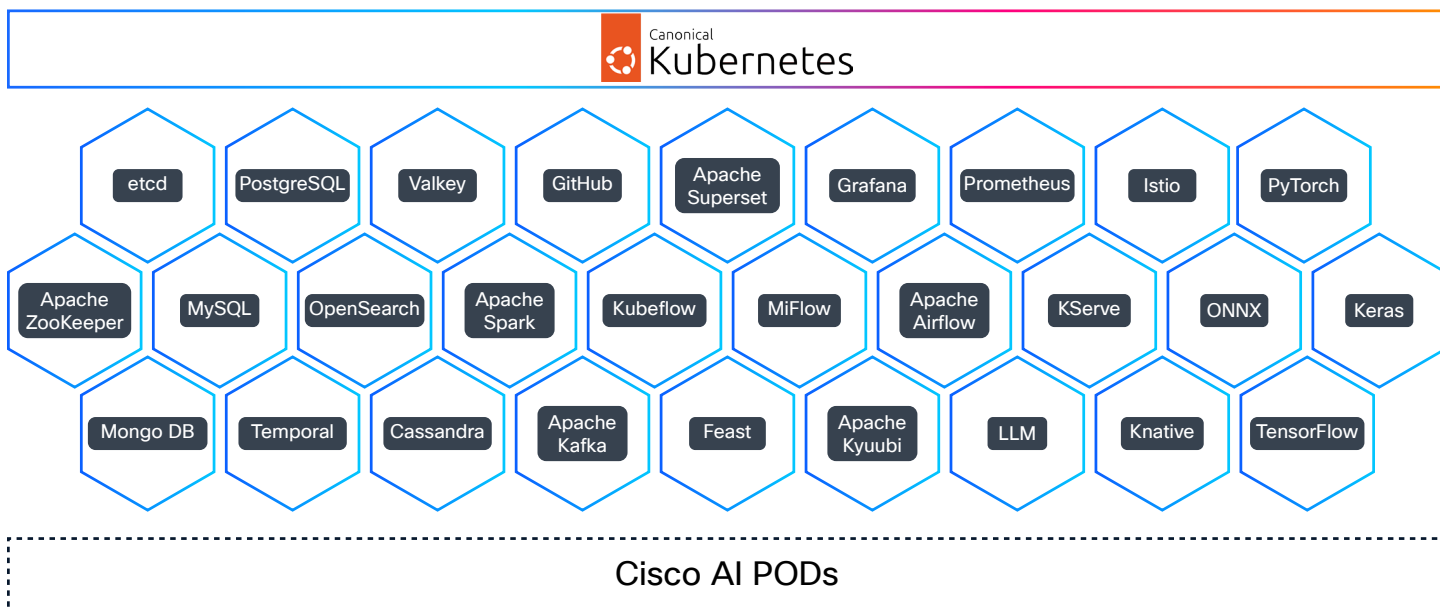 Canonical
Kubernetes
etcd
PostgreSQL
Valkey
GitHub
Apache
Superset
Grafana
Prometheus
Istio
PyTorch
Apache
ZooKeeper
MySQL
OpenSearch
Apache
Spark
Kubeflow
MiFlow
Apache
Airflow
KServe
ONNX
Keras
Mongo DB
Temporal
Cassandra
Apache
Kafka
Feast
Apache
Kyuubi
LLM
Knative
TensorFlow
Cisco AI PODs